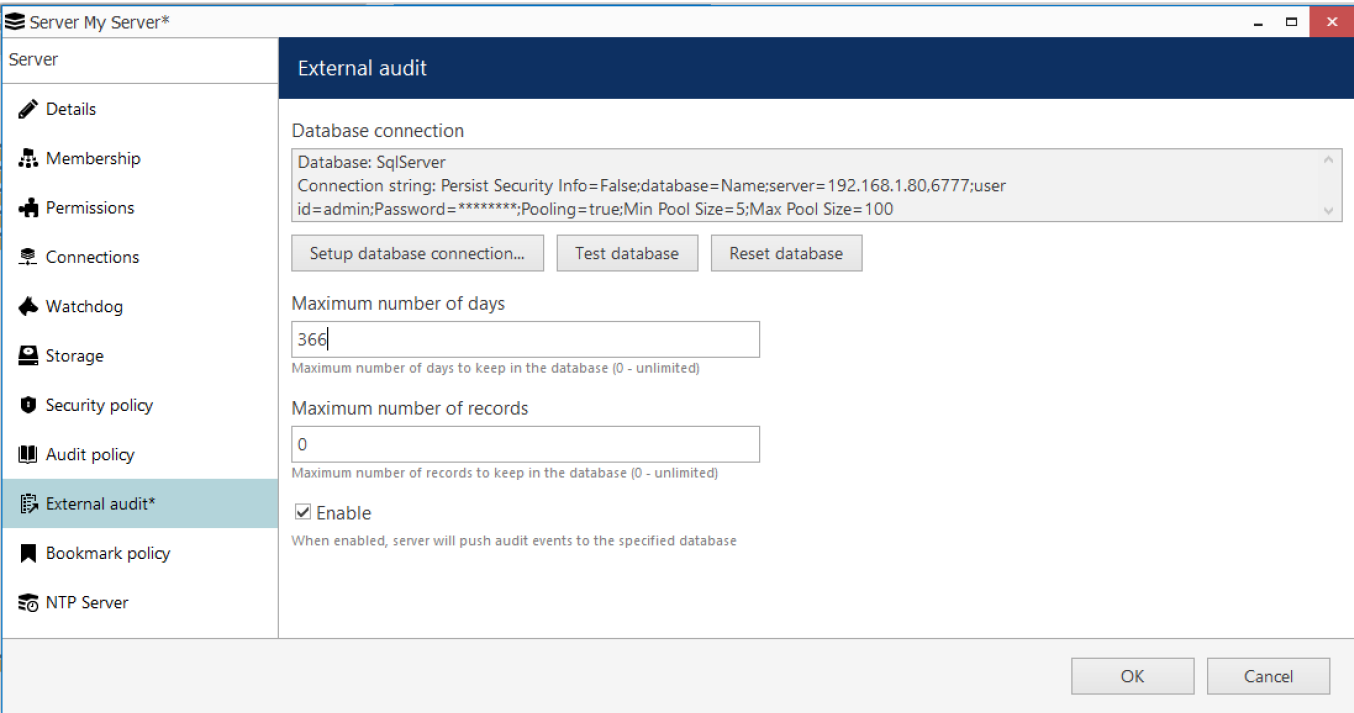 Server My Server*
Server
Details
Membership
Permissions
Connections
Watchdog
Storage
Security policy
Audit policy
External audit*
Bookmark policy
NTP Server
External audit
Database connection
Database: SqlServer
Connection string: Persist Security Info=False;database=Name;server=192.168.1.80,6777;user
id=admin;Password=********;Pooling=true;Min Pool Size=5;Max Pool Size=100
Setup database connection... Test database Reset database
Maximum number of days
366
Maximum number of days to keep in the database (0 - unlimited)
Maximum number of records
0
Maximum number of records to keep in the database (0 - unlimited)
Enable
When enabled, server will push audit events to the specified database
OK Cancel